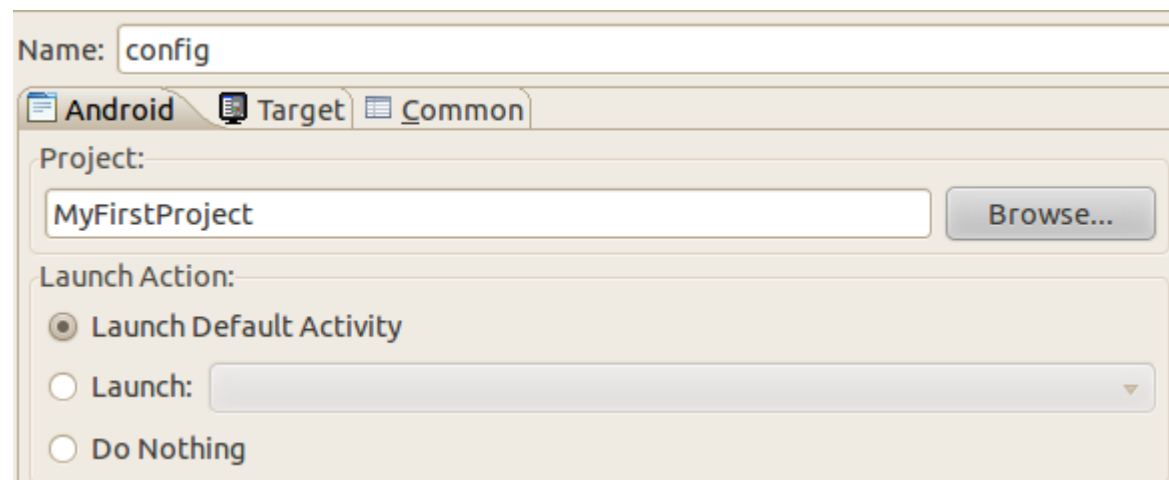 Name: config
Android Target Common
Project:
MyFirstProject Browse...
Launch Action:
Launch Default Activity
Launch:
Do Nothing